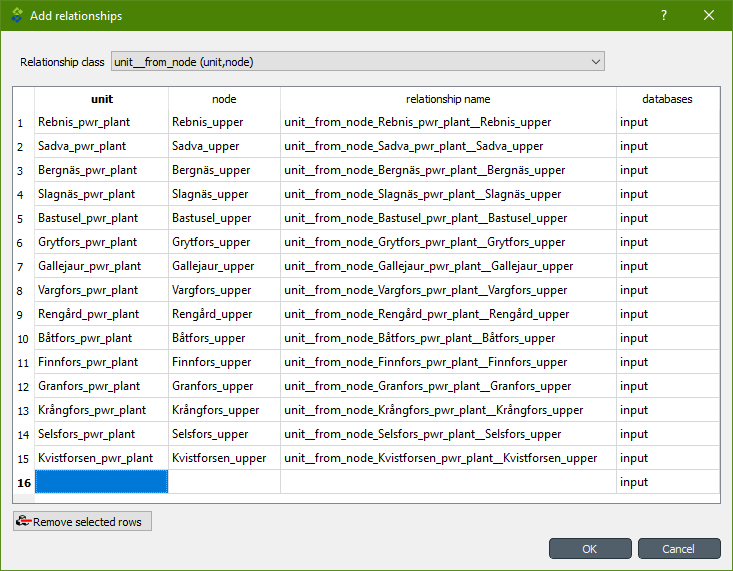 Add relationships
?
Relationship class unit__from_node (unit,node)
unit node relationship name databases
1 Rebnis_pwr_plant Rebnis_upper unit__from_node_Rebnis_pwr_plant__Rebnis_upper input
2 Sadva_pwr_plant Sadva_upper unit__from_node_Sadva_pwr_plant__Sadva_upper input
3 Bergnäs_pwr_plant Bergnäs_upper unit__from_node_Bergnäs_pwr_plant__Bergnäs_upper input
4 Slagnäs_pwr_plant Slagnäs_upper unit__from_node_Slagnäs_pwr_plant__Slagnäs_upper input
5 Bastusel_pwr_plant Bastusel_upper unit__from_node_Bastusel_pwr_plant__Bastusel_upper input
6 Grytfors_pwr_plant Grytfors_upper unit__from_node_Grytfors_pwr_plant__Grytfors_upper input
7 Gallejaur_pwr_plant Gallejaur_upper unit__from_node_Gallejaur_pwr_plant__Gallejaur_upper input
8 Vargfors_pwr_plant Vargfors_upper unit__from_node_Vargfors_pwr_plant__Vargfors_upper input
9 Rengård_pwr_plant Rengård_upper unit__from_node_Rengård_pwr_plant__Rengård_upper input
10 Båtfors_pwr_plant Båtfors_upper unit__from_node_Båtfors_pwr_plant__Båtfors_upper input
11 Finnfors_pwr_plant Finnfors_upper unit__from_node_Finnfors_pwr_plant__Finnfors_upper input
12 Granfors_pwr_plant Granfors_upper unit__from_node_Granfors_pwr_plant__Granfors_upper input
13 Krångfors_pwr_plant Krångfors_upper unit__from_node_Krångfors_pwr_plant__Krångfors_upper input
14 Selsfors_pwr_plant Selsfors_upper unit__from_node_Selsfors_pwr_plant__Selsfors_upper input
15 Kvistforsen_pwr_plant Kvistforsen_upper unit__from_node_Kvistforsen_pwr_plant__Kvistforsen_upper input
16 input
Remove selected rows
OK Cancel